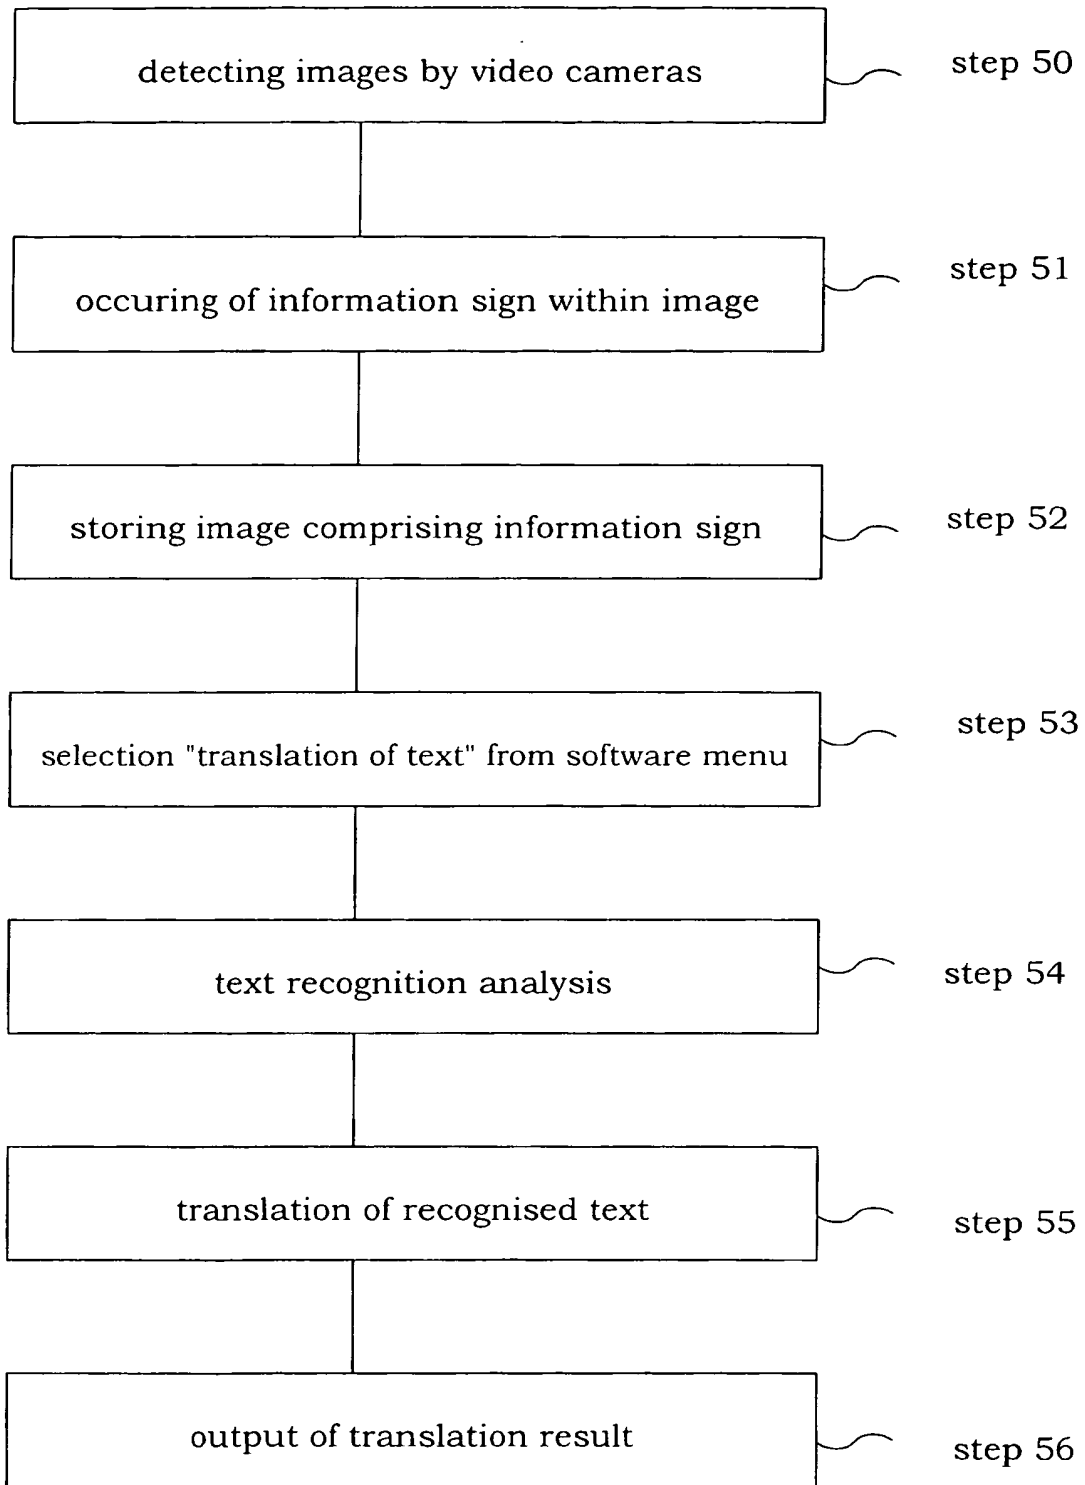 detecting images by video cameras
step 50
occuring of information sign within image
step 51
storing image comprising information sign
step 52
selection "translation of text" from software menu
step 53
text recognition analysis
step 54
translation of recognised text
step 55
output of translation result
step 56